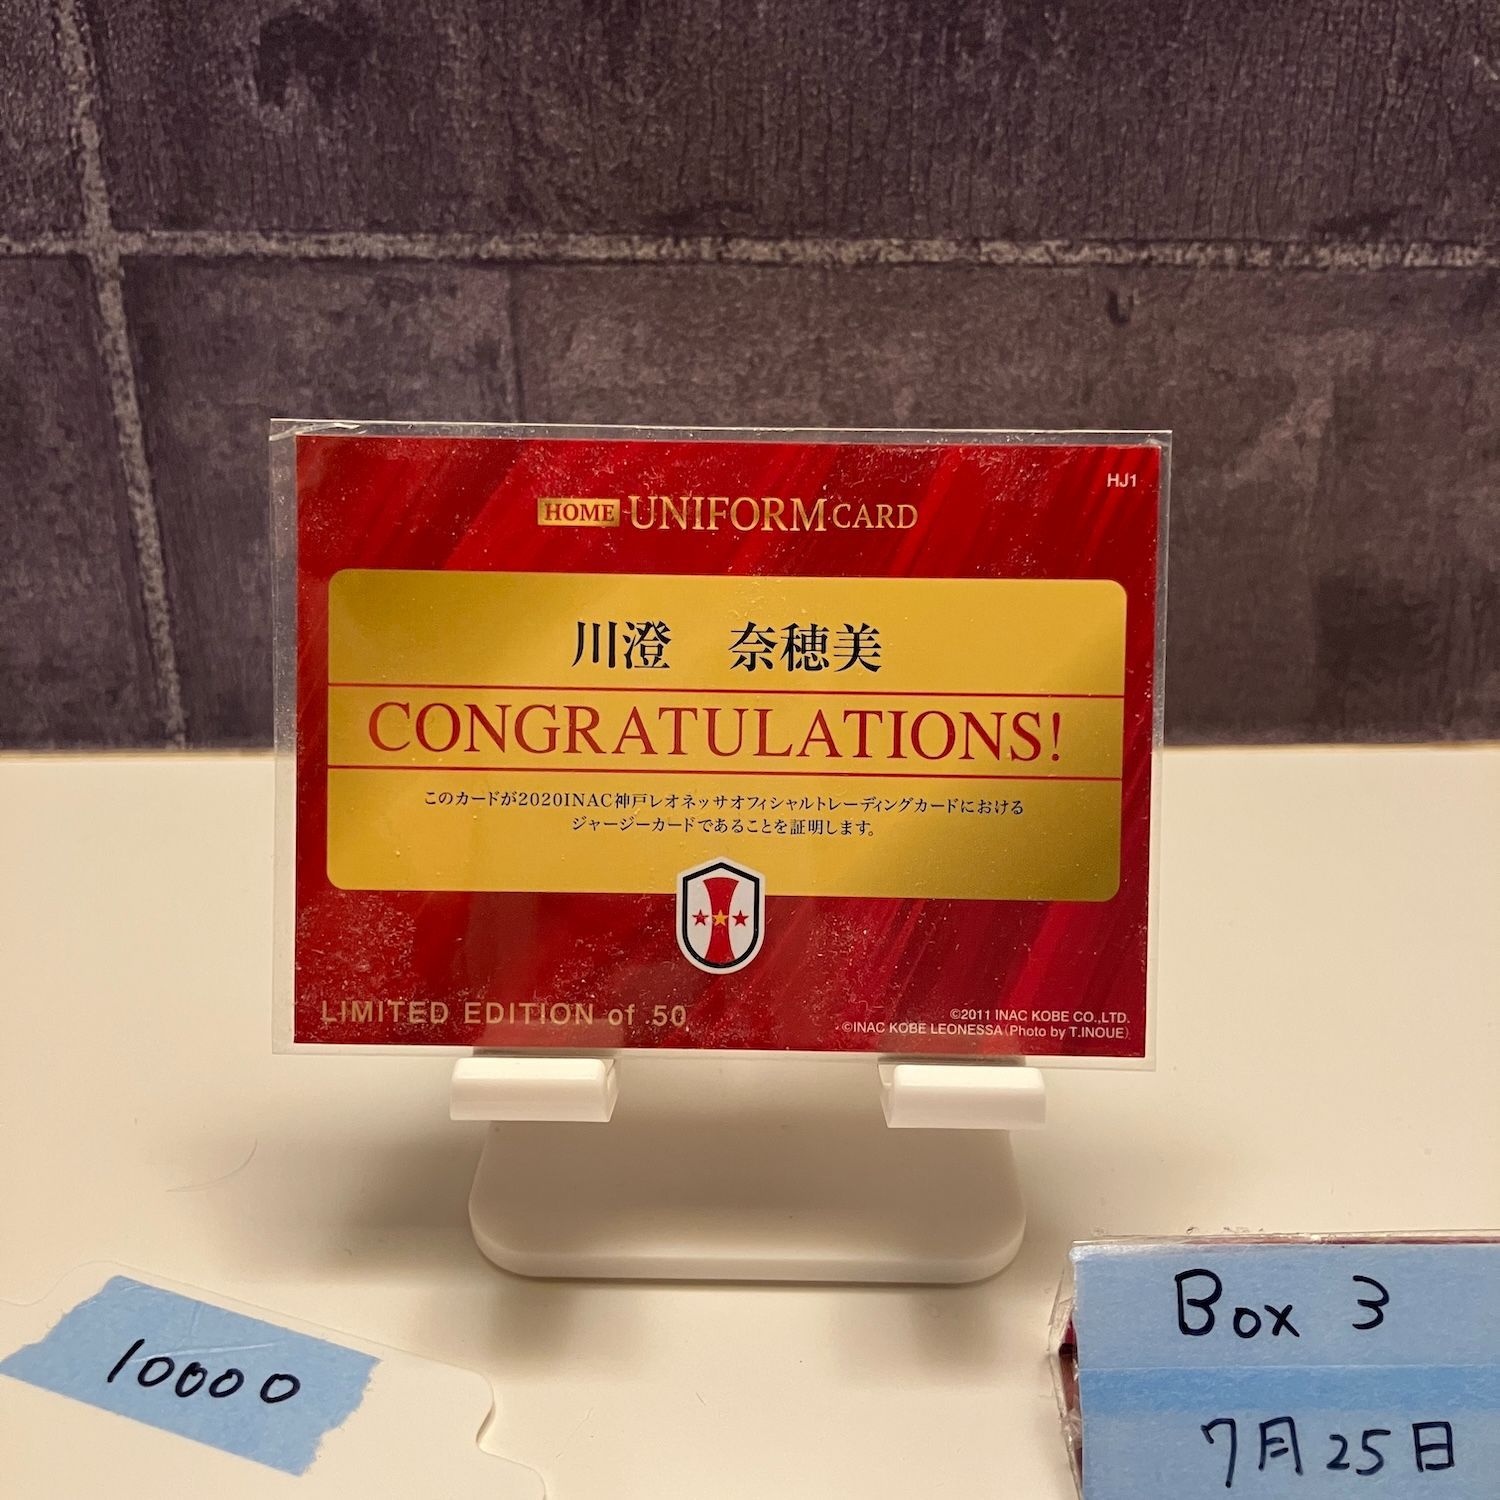 HJ1
HOME UNIFORM CARD
川澄　奈穂美
CONGRATULATIONS!
このカードが2020INAC神戸レオネッサオフィシャルトレーディングカードにおける
ジャージーカードであることを証明します。
LIMITED EDITION of 50
©2011 INAC KOBE CO.,LTD.
©INAC KOBE LEONESSA(Photo by T.INOUE)
10000
Box 3
7月25日